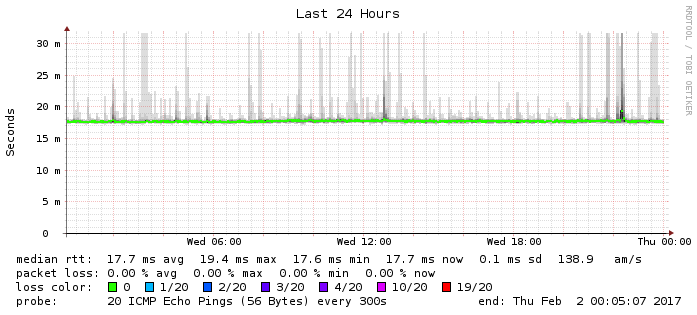 Last 24 Hours
RRDTOOL / TOBI OETIKER
Seconds
30 m
25 m
20 m
15 m
10 m
5 m
0
Wed 06:00 Wed 12:00 Wed 18:00 Thu 00:00
median rtt: 17.7 ms avg 19.4 ms max 17.6 ms min 17.7 ms now 0.1 ms sd 138.9 am/s
packet loss: 0.00 % avg 0.00 % max 0.00 % min 0.00 % now
loss color: 0 1/20 2/20 3/20 4/20 10/20 19/20
probe: 20 ICMP Echo Pings (56 Bytes) every 300s end: Thu Feb 2 00:05:07 2017